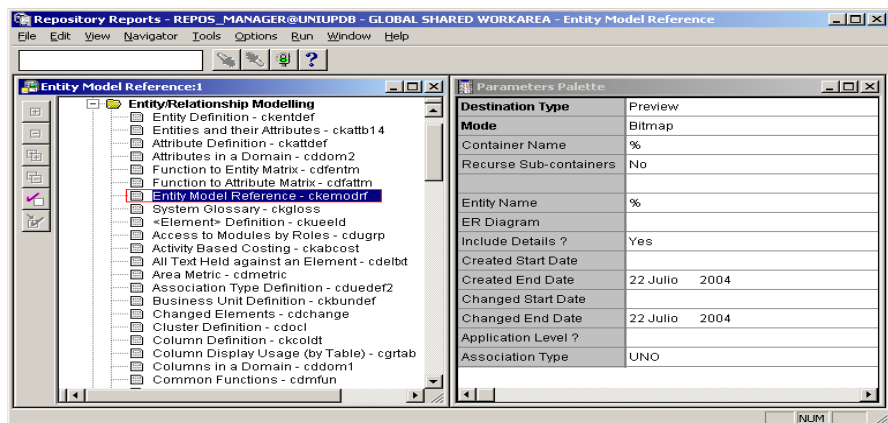 Repository Reports - REPOS_MANAGER@UNIUPDB - GLOBAL SHARED WORKAREA - Entity Model Reference
File Edit View Navigator Tools Options Run Window Help
Entity Model Reference:1
Entity/Relationship Modelling
Entity Definition - ckentdef
Entities and their Attributes - ckattb14
Attribute Definition - ckattdef
Attributes in a Domain - cddom2
Function to Entity Matrix - cdfentm
Function to Attribute Matrix - cdfattm
Entity Model Reference - ckemodrf
System Glossary - ckgloss
<Element> Definition - ckueeld
Access to Modules by Roles - cdugrp
Activity Based Costing - ckabcost
All Text Held against an Element - cdeltxt
Area Metric - cdmetric
Association Type Definition - cduedef2
Business Unit Definition - ckbundef
Changed Elements - cdchange
Cluster Definition - cdocl
Column Definition - ckcoldt
Column Display Usage (by Table) - cgrtab
Columns in a Domain - cddom1
Common Functions - cdmfun
Parameters Palette
Destination Type Preview
Mode Bitmap
Container Name %
Recurse Sub-containers No
Entity Name %
ER Diagram
Include Details ? Yes
Created Start Date
Created End Date 22 Julio 2004
Changed Start Date
Changed End Date 22 Julio 2004
Application Level ?
Association Type UNO
NUM